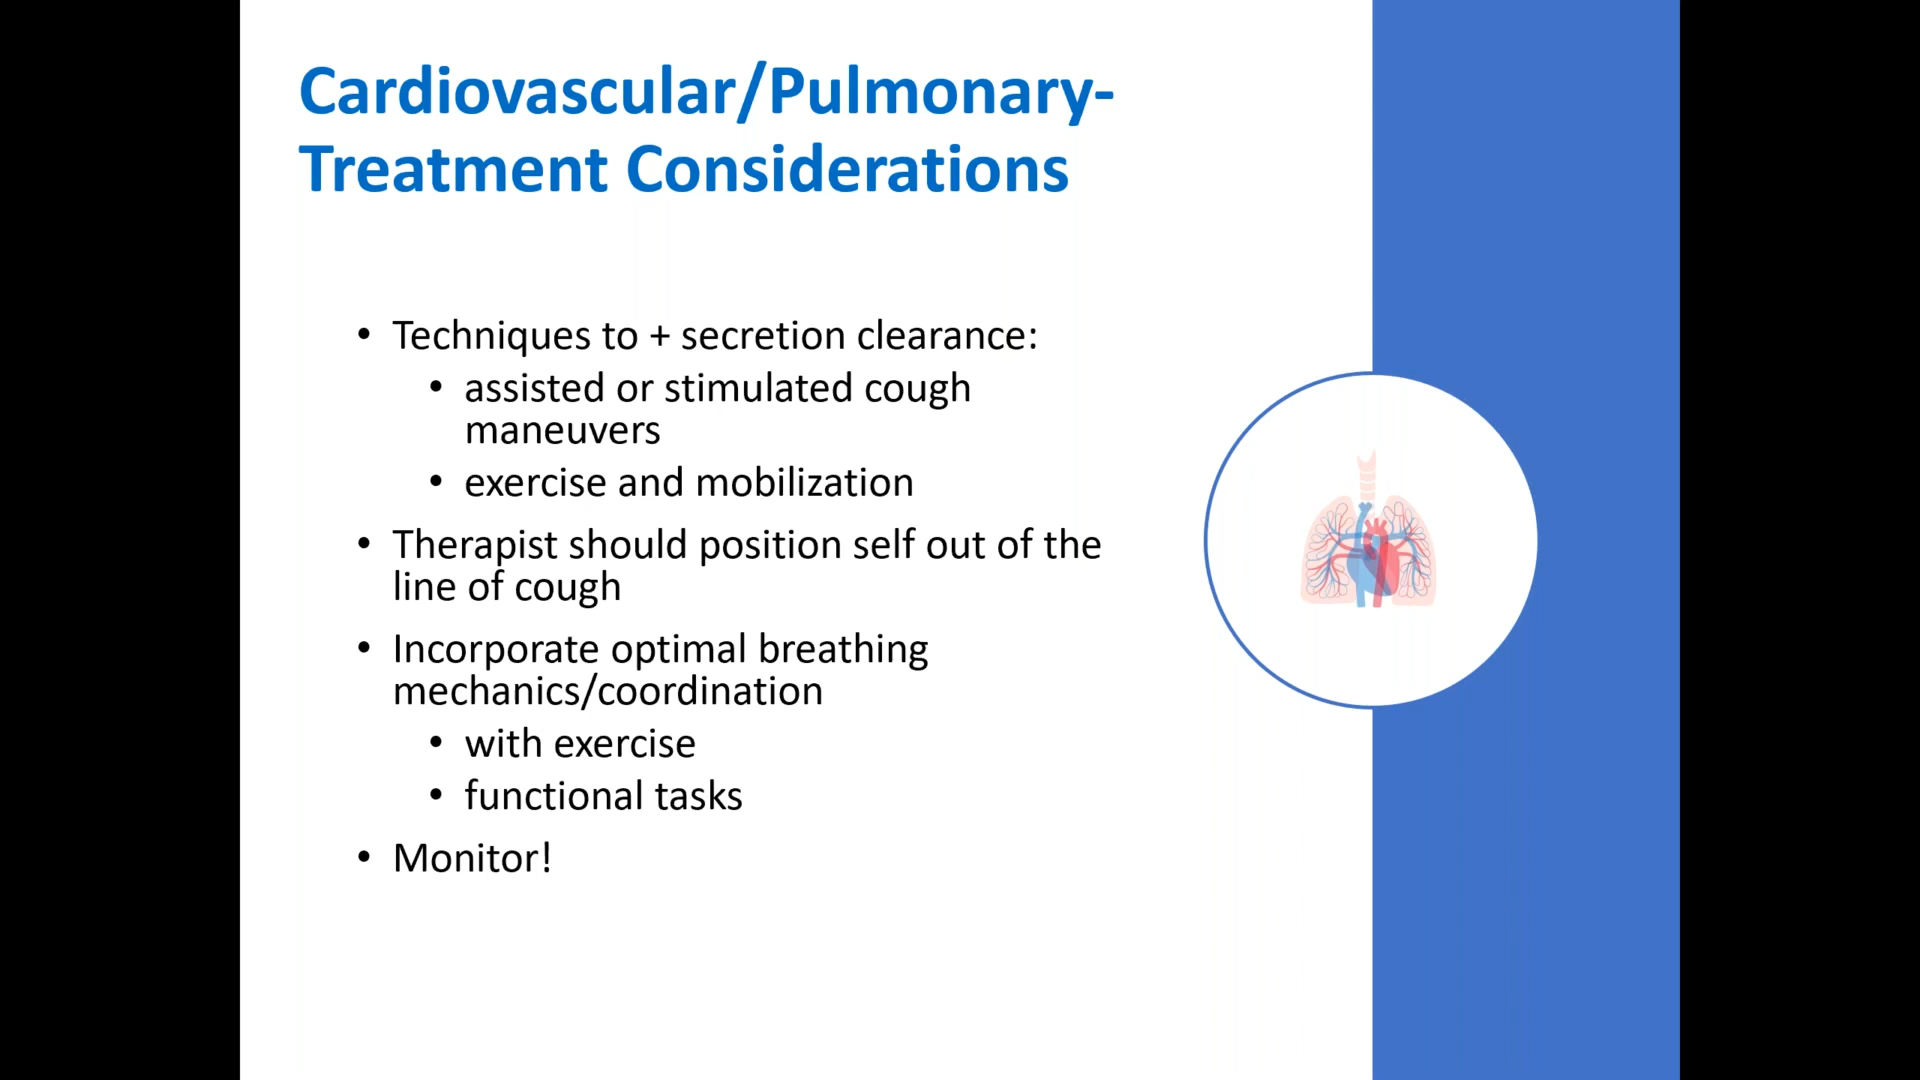 Cardiovascular/Pulmonary-
Treatment Considerations
• Techniques to + secretion clearance:
• assisted or stimulated cough
maneuvers
• exercise and mobilization
• Therapist should position self out of the
line of cough
• Incorporate optimal breathing
mechanics/coordination
• with exercise
• functional tasks
• Monitor!